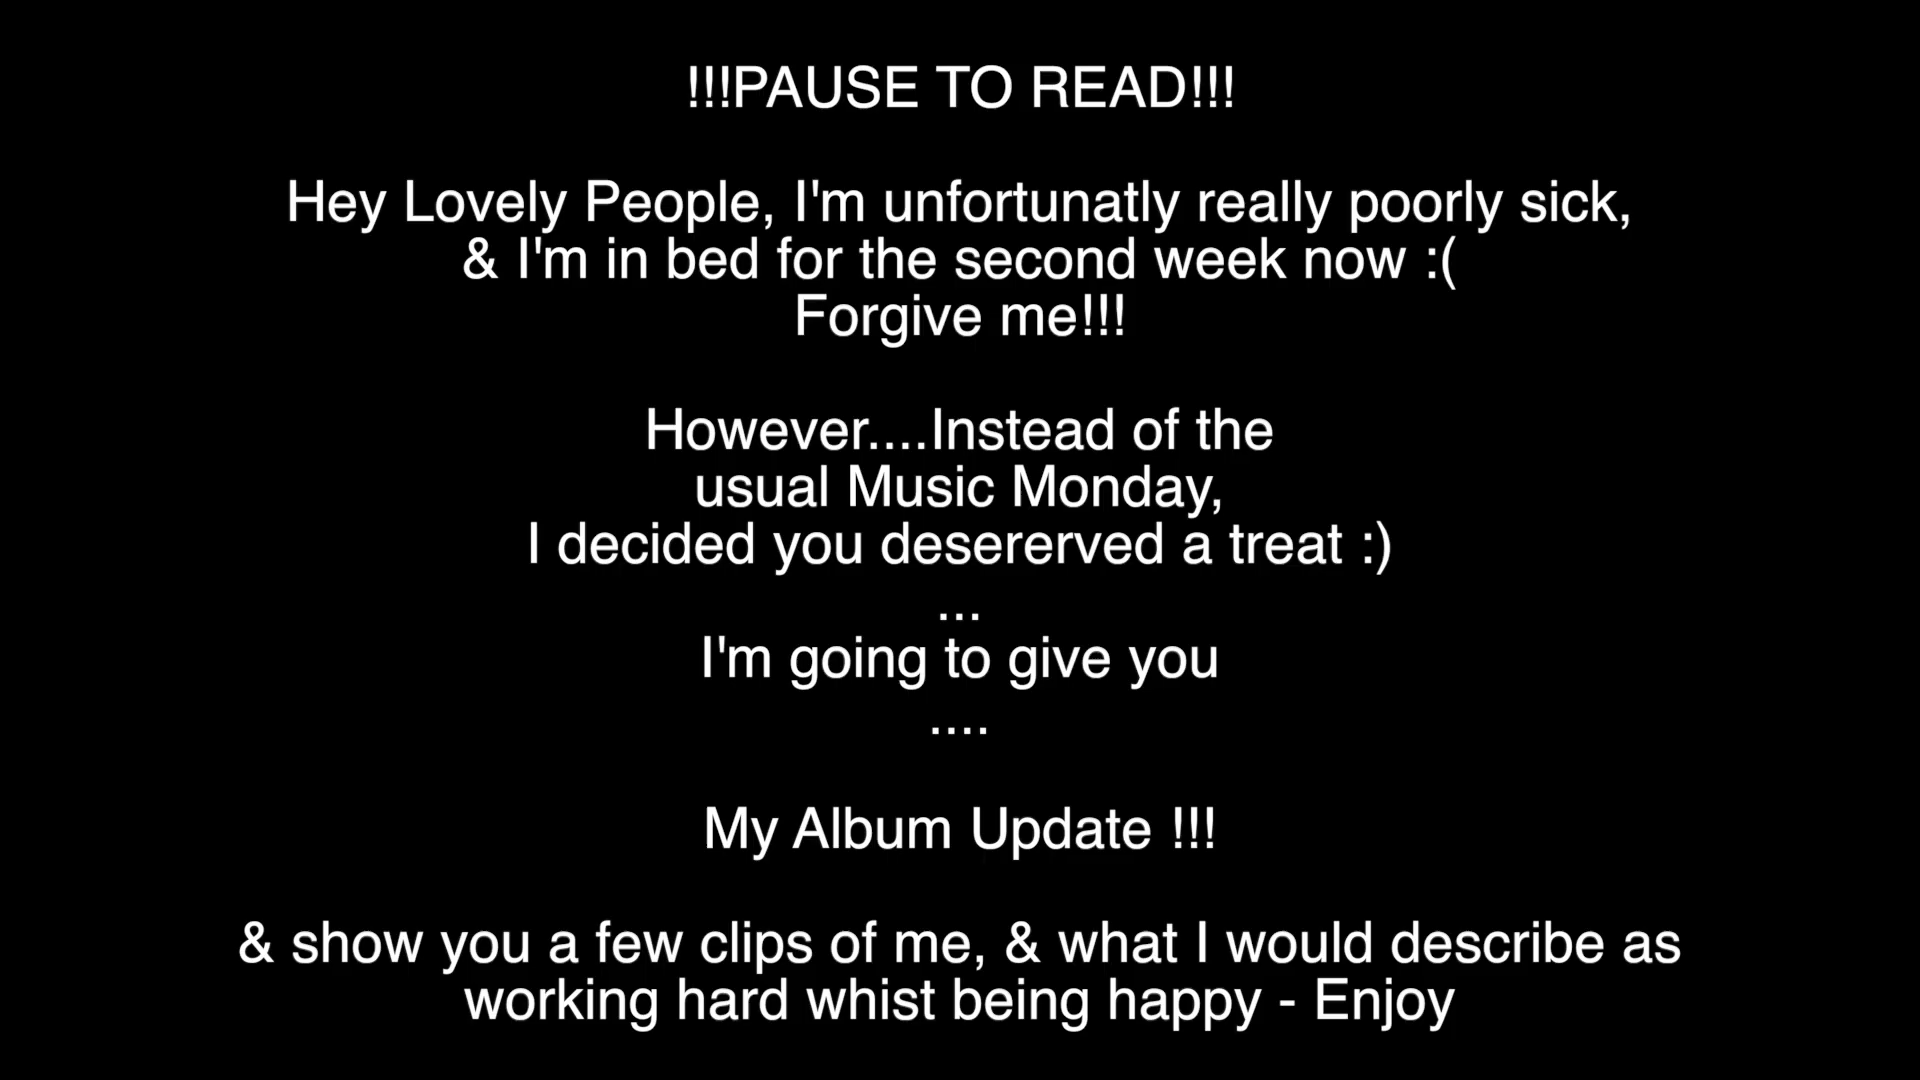 !!!PAUSE TO READ!!!
Hey Lovely People, I'm unfortunatly really poorly sick,
& I'm in bed for the second week now :(
Forgive me!!!
However....Instead of the
usual Music Monday,
I decided you desererved a treat :)
...
I'm going to give you
....
My Album Update !!!
& show you a few clips of me, & what I would describe as
working hard whist being happy - Enjoy